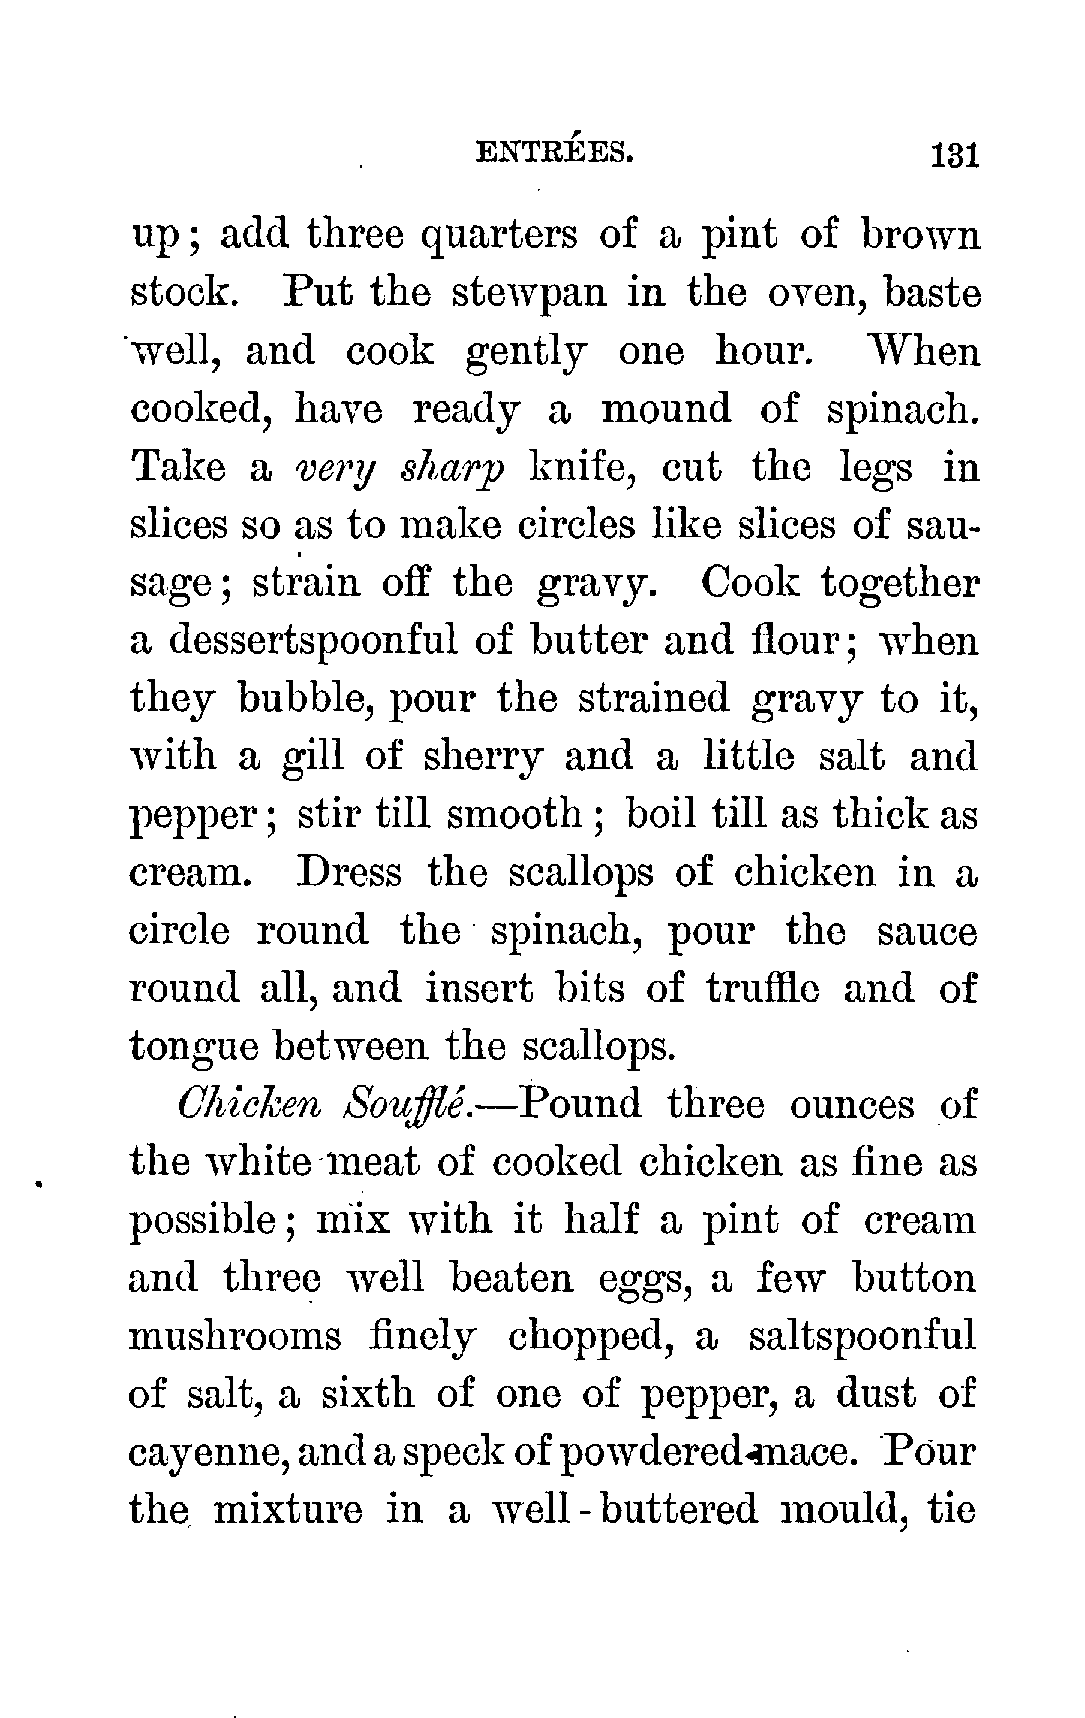 ENTRÉES. 131
up; add three quarters of a pint of brown
stock. Put the stewpan in the oven, baste
well, and cook gently one hour. When
cooked, have ready a mound of spinach.
Take a very sharp knife, cut the legs in
slices so as to make circles like slices of sau-
sage; strain off the gravy. Cook together
a dessertspoonful of butter and flour; when
they bubble, pour the strained gravy to it,
with a gill of sherry and a little salt and
pepper; stir till smooth; boil till as thick as
cream. Dress the scallops of chicken in a
circle round the spinach, pour the sauce
round all, and insert bits of truffle and of
tongue between the scallops.
Chicken Soufflé.—Pound three ounces of
the white meat of cooked chicken as fine as
possible; mix with it half a pint of cream
and three well beaten eggs, a few button
mushrooms finely chopped, a saltspoonful
of salt, a sixth of one of pepper, a dust of
cayenne, and a speck of powdered mace. Pour
the mixture in a well-buttered mould, tie